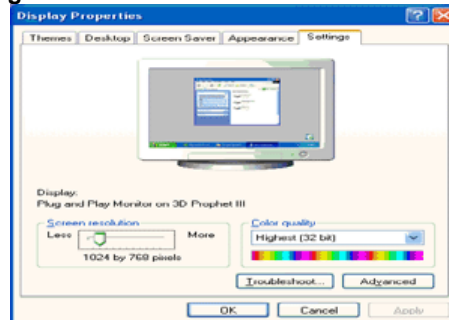 Display Properties
Themes Desktop Screen Saver Appearance Settings
Display:
Plug and Play Monitor on 3D Prophet III
Screen resolution
Less More
1024 by 768 pixels
Color quality
Highest (32 bit)
Troubleshoot... Advanced
OK Cancel Apply